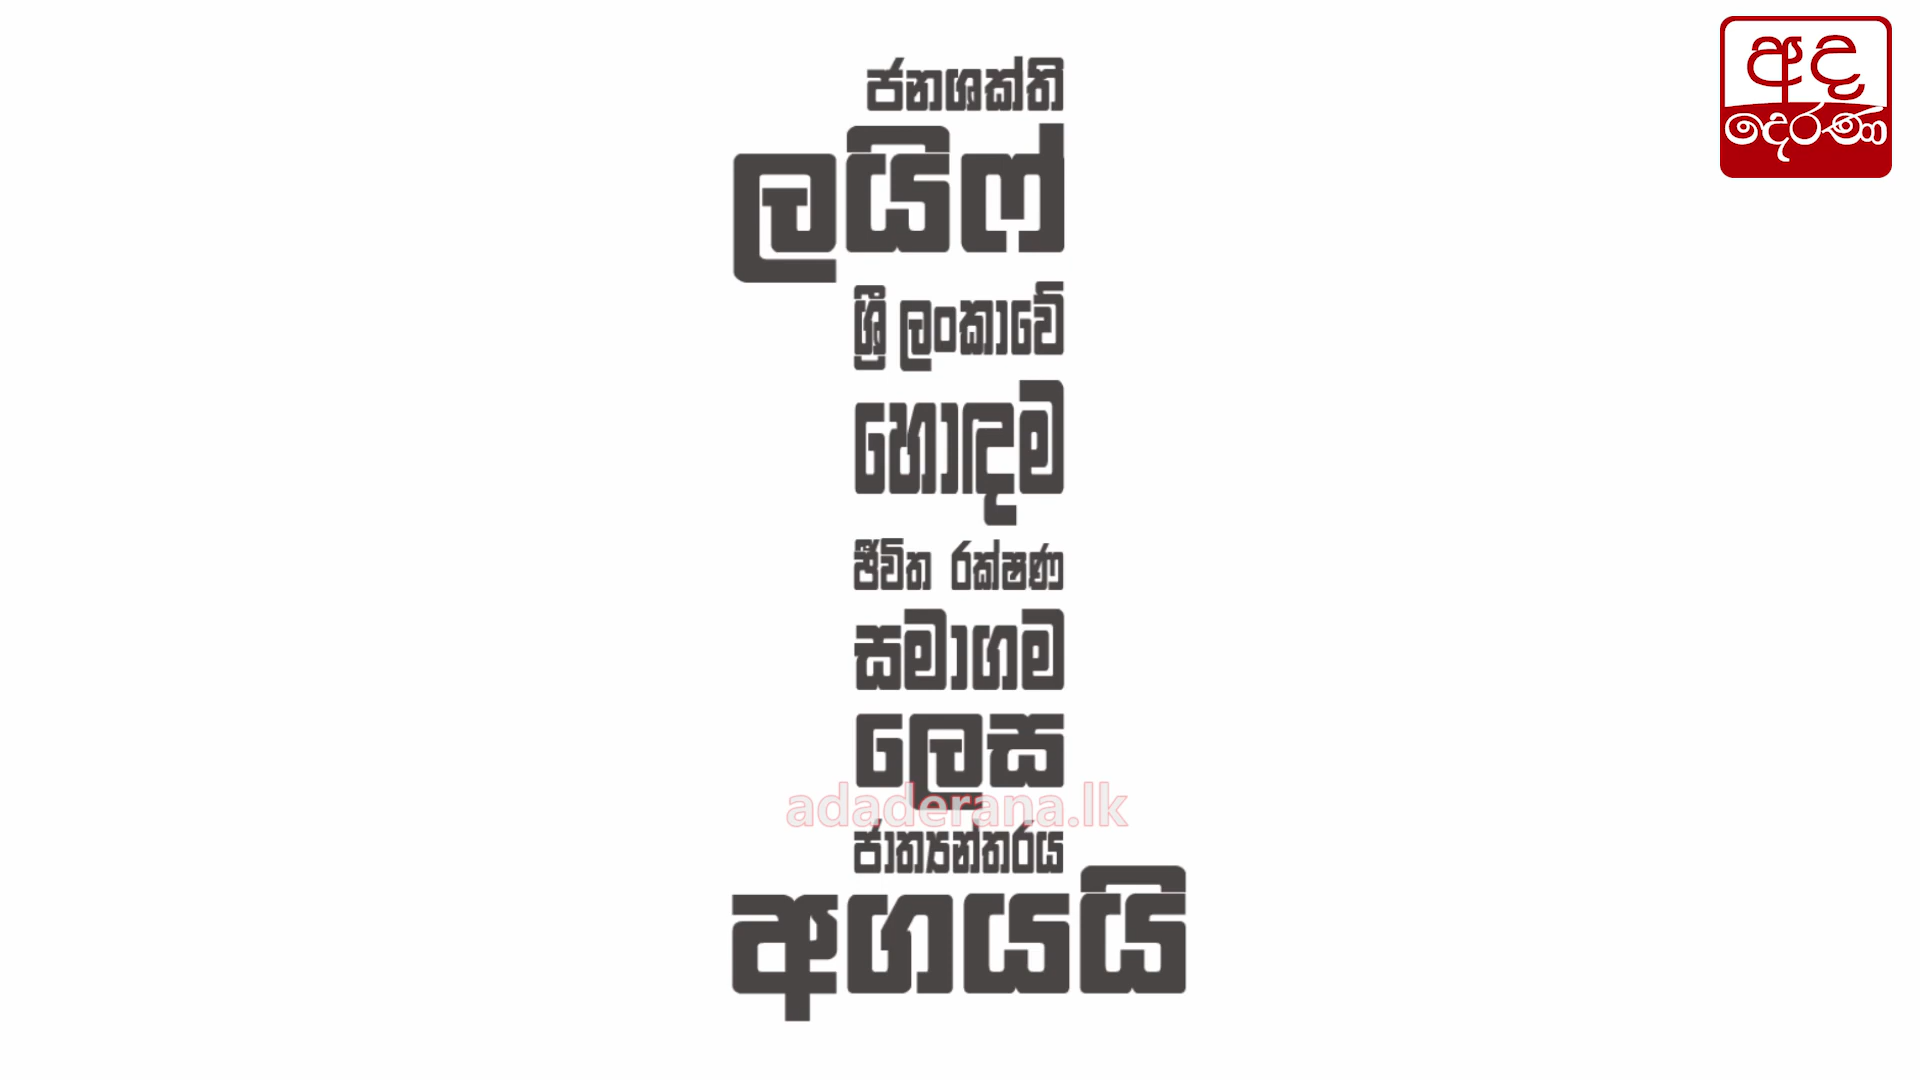 ජනශක්ති
ලයිෆ්
ශ්‍රී ලංකාවේ
හොඳම
ජීවිත රක්ෂණ
සමාගම
ලෙස
adaderana.lk
ජාත්‍යන්තරය
අගයයි
අද
දෙරණ